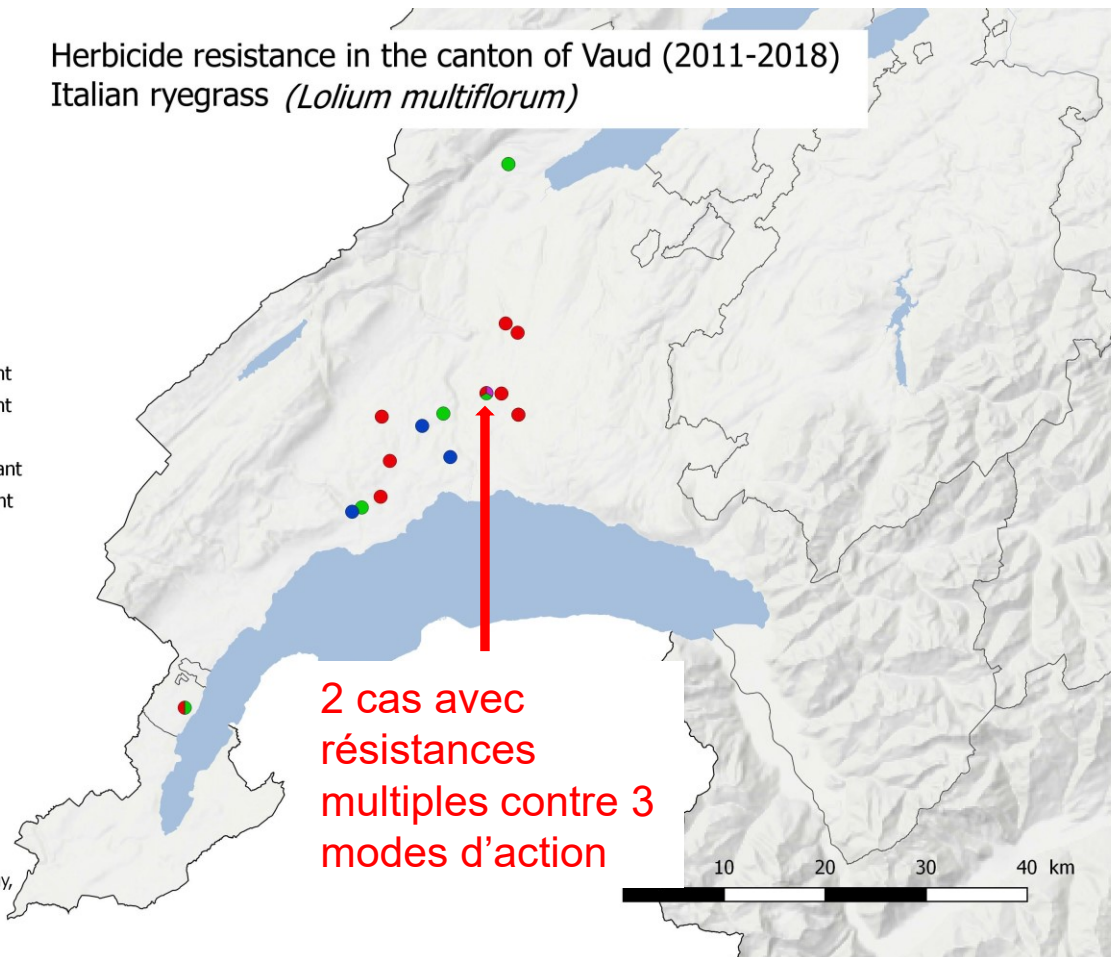 Herbicide resistance in the canton of Vaud (2011-2018)
Italian ryegrass (Lolium multiflorum)
2 cas avec
résistances
multiples contre 3
modes d'action
10 20 30 40 km